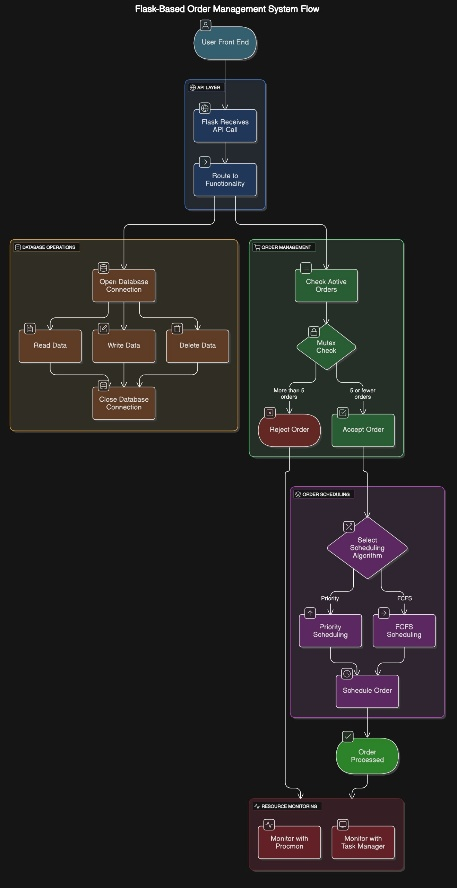 Flask-Based Order Management System Flow
User Front End
API LAYER
Flask Receives
API Call
Route to
Functionality
DATABASE OPERATIONS
Open Database
Connection
Read Data
Write Data
Delete Data
Close Database
Connection
ORDER MANAGEMENT
Check Active
Orders
Mutex
Check
More than 5
orders
5 or fewer
orders
Reject Order
Accept Order
ORDER SCHEDULING
Select
Scheduling
Algorithm
Priority
FCFS
Priority
Scheduling
FCFS
Scheduling
Schedule Order
Order
Processed
RESOURCE MONITORING
Monitor with
Procmon
Monitor with
Task Manager